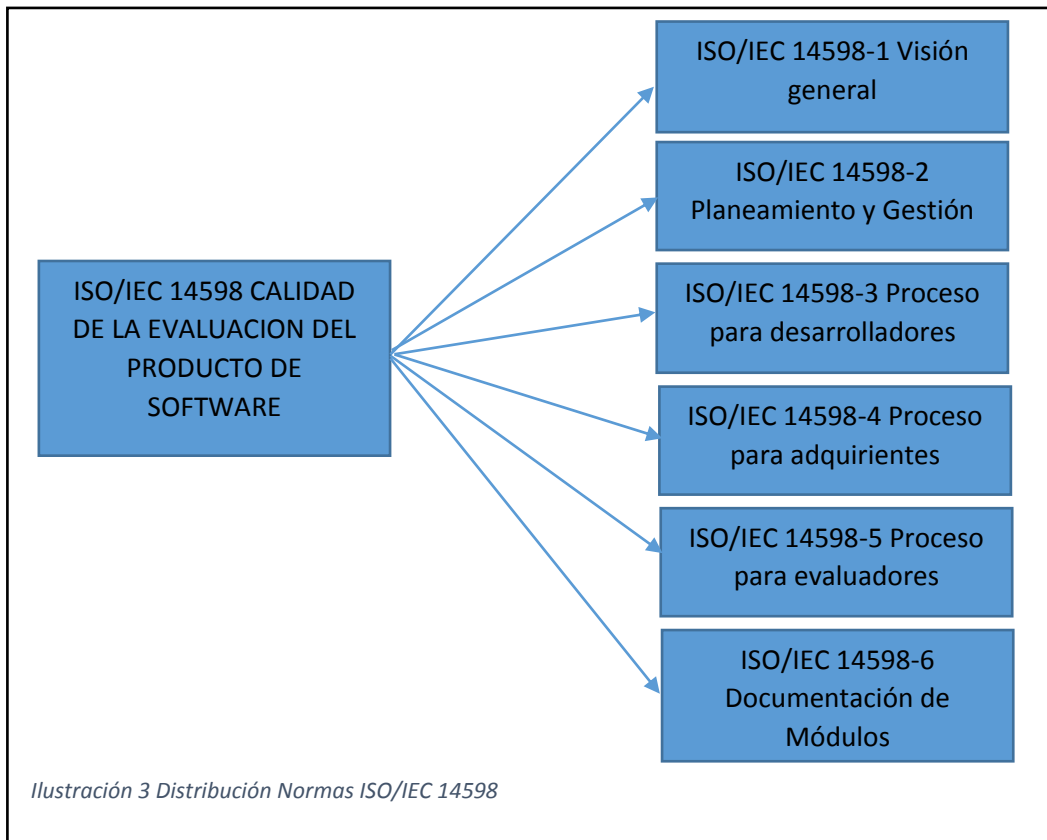 ISO/IEC 14598-1 Visión
general
ISO/IEC 14598-2
Planeamiento y Gestión
ISO/IEC 14598 CALIDAD
DE LA EVALUACION DEL
PRODUCTO DE
SOFTWARE
ISO/IEC 14598-3 Proceso
para desarrolladores
ISO/IEC 14598-4 Proceso
para adquirientes
ISO/IEC 14598-5 Proceso
para evaluadores
ISO/IEC 14598-6
Documentación de
Módulos
Ilustración 3 Distribución Normas ISO/IEC 14598